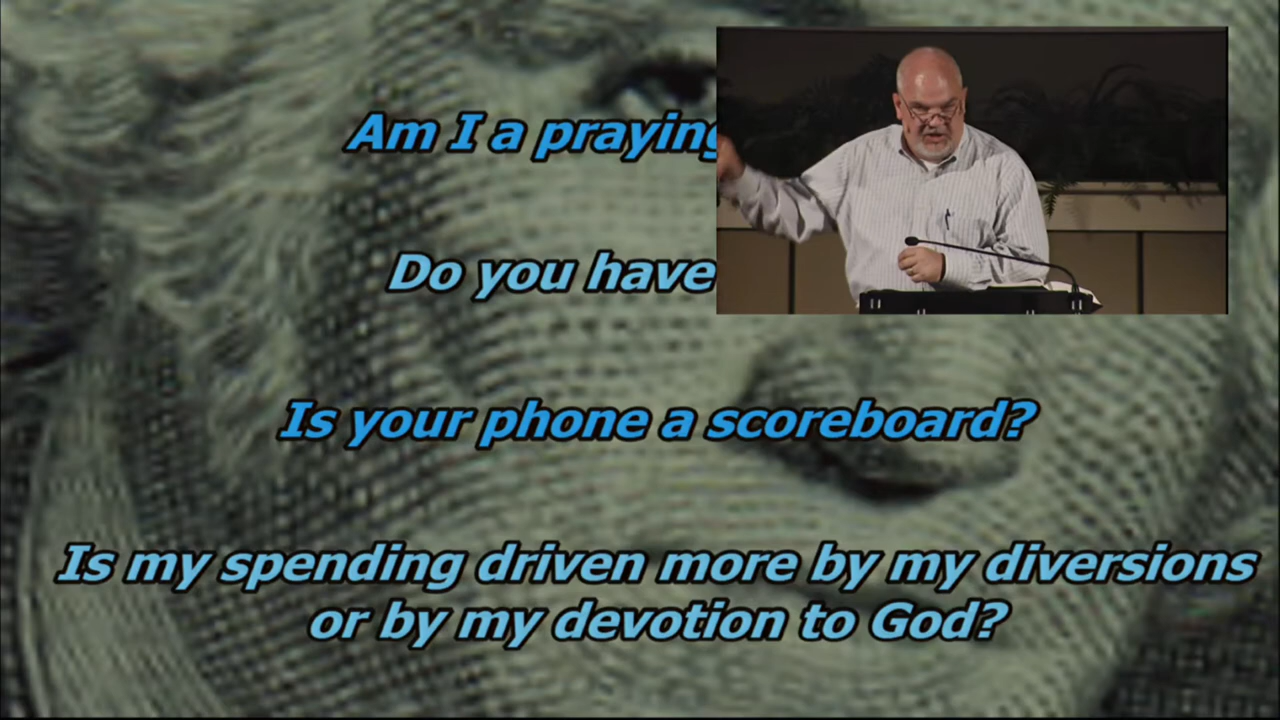 Am I a praying
Do you have
Is your phone a scoreboard?
Is my spending driven more by my diversions
or by my devotion to God?